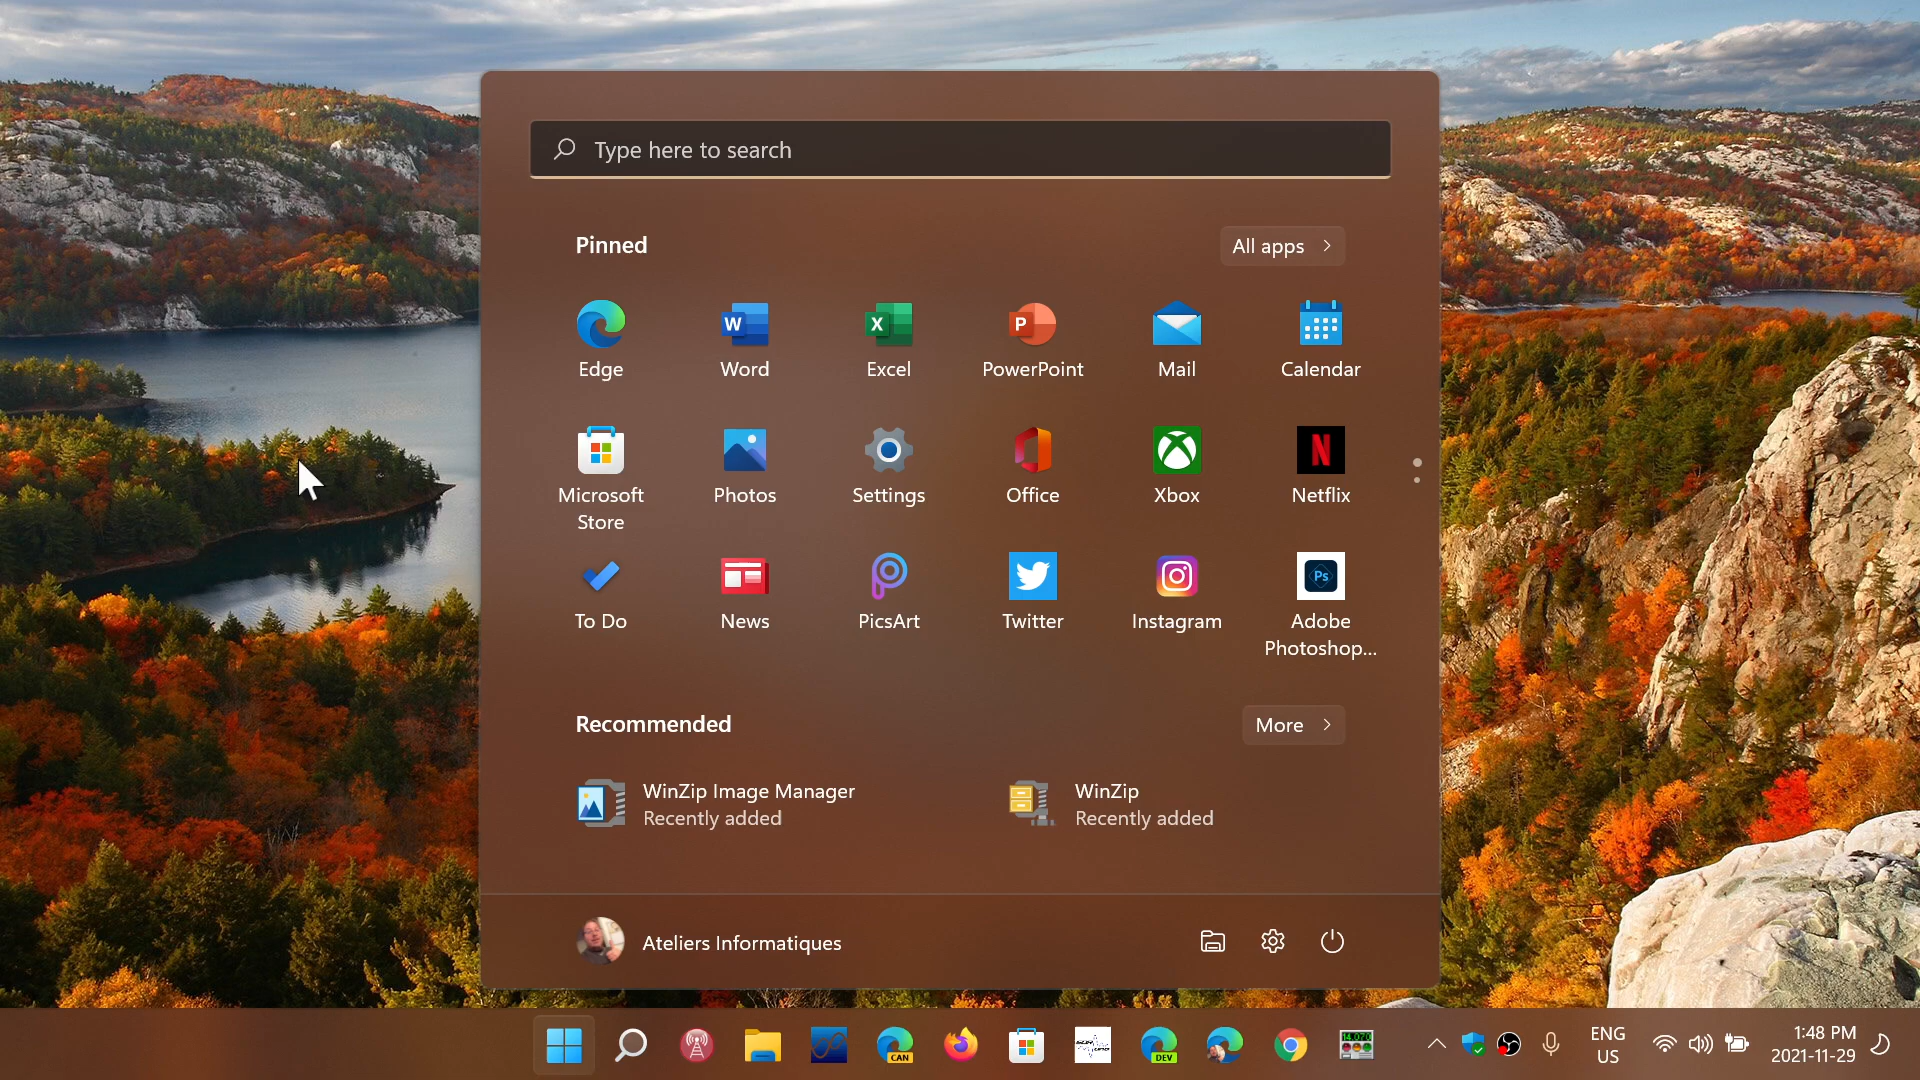 Type here to search
Pinned
All apps
Edge
Word
Excel
PowerPoint
Mail
Calendar
Microsoft
Store
Photos
Settings
Office
Xbox
Netflix
To Do
News
PicsArt
Twitter
Instagram
Adobe
Photoshop...
Recommended
More
WinZip Image Manager
Recently added
WinZip
Recently added
Ateliers Informatiques
CAN
DEV
ENG
US
1:48 PM
2021-11-29